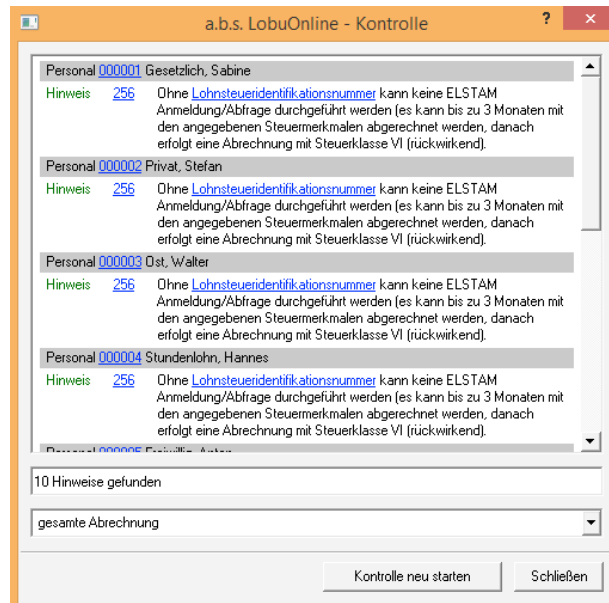 a.b.s. LobuOnline - Kontrolle ? ×
Personal 000001 Gesetzlich, Sabine
Hinweis 256 Ohne Lohnsteueridentifikationsnummer kann keine ELSTAM
Anmeldung/Abfrage durchgeführt werden (es kann bis zu 3 Monaten mit
den angegebenen Steuermerkmalen abgerechnet werden, danach
erfolgt eine Abrechnung mit Steuerklasse VI (rückwirkend).
Personal 000002 Privat, Stefan
Hinweis 256 Ohne Lohnsteueridentifikationsnummer kann keine ELSTAM
Anmeldung/Abfrage durchgeführt werden (es kann bis zu 3 Monaten mit
den angegebenen Steuermerkmalen abgerechnet werden, danach
erfolgt eine Abrechnung mit Steuerklasse VI (rückwirkend).
Personal 000003 Ost, Walter
Hinweis 256 Ohne Lohnsteueridentifikationsnummer kann keine ELSTAM
Anmeldung/Abfrage durchgeführt werden (es kann bis zu 3 Monaten mit
den angegebenen Steuermerkmalen abgerechnet werden, danach
erfolgt eine Abrechnung mit Steuerklasse VI (rückwirkend).
Personal 000004 Stundenlohn, Hannes
Hinweis 256 Ohne Lohnsteueridentifikationsnummer kann keine ELSTAM
Anmeldung/Abfrage durchgeführt werden (es kann bis zu 3 Monaten mit
den angegebenen Steuermerkmalen abgerechnet werden, danach
erfolgt eine Abrechnung mit Steuerklasse VI (rückwirkend).
Personal 000005 Freiwillig, Anton
10 Hinweise gefunden
gesamte Abrechnung
Kontrolle neu starten Schließen